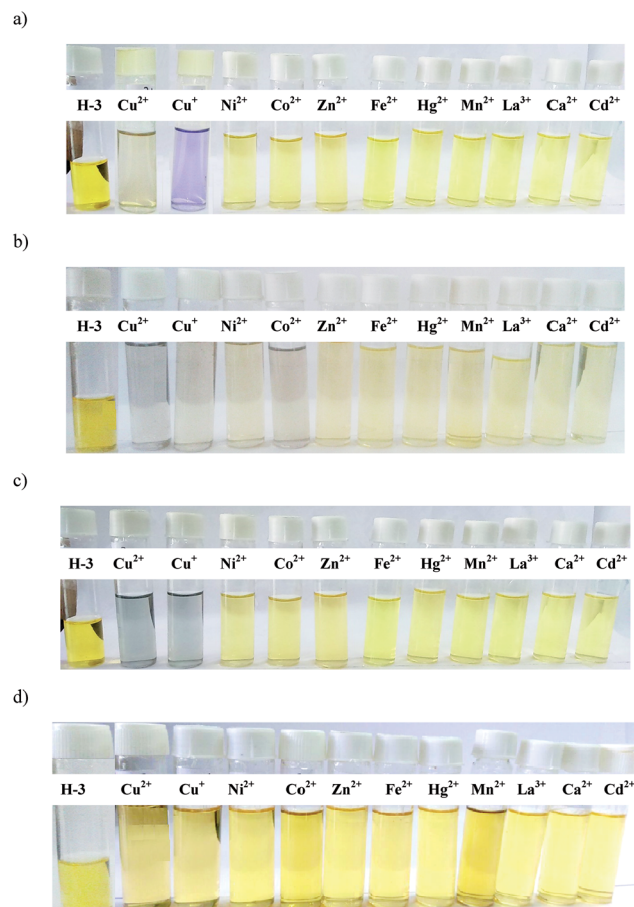 a)
H-3 Cu²⁺ Cu⁺ Ni²⁺ Co²⁺ Zn²⁺ Fe²⁺ Hg²⁺ Mn²⁺ La³⁺ Ca²⁺ Cd²⁺
b)
H-3 Cu²⁺ Cu⁺ Ni²⁺ Co²⁺ Zn²⁺ Fe²⁺ Hg²⁺ Mn²⁺ La³⁺ Ca²⁺ Cd²⁺
c)
H-3 Cu²⁺ Cu⁺ Ni²⁺ Co²⁺ Zn²⁺ Fe²⁺ Hg²⁺ Mn²⁺ La³⁺ Ca²⁺ Cd²⁺
d)
H-3 Cu²⁺ Cu⁺ Ni²⁺ Co²⁺ Zn²⁺ Fe²⁺ Hg²⁺ Mn²⁺ La³⁺ Ca²⁺ Cd²⁺